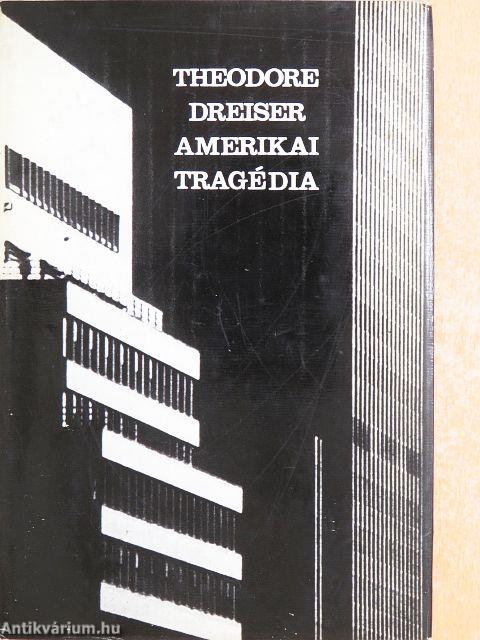 THEODORE
DREISER
AMERIKAI
TRAGÉDIA
Antikvárium.hu